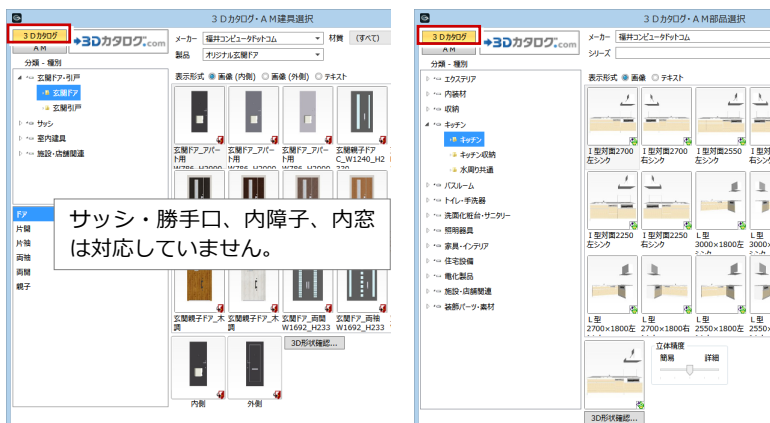 3Dカタログ・AM建具選択
3Dカタログ
AM
3Dカタログ.com
メーカー 福井コンピュータドットコム 材質 (すべて)
製品 オリジナル玄関ドア
分類 - 種別
表示形式 画像 (内側) 画像 (外側) テキスト
玄関ドア・引戸
玄関ドア
玄関引戸
サッシ
室内建具
施設・店舗関連
玄関ドア_アパート用
玄関ドア_アパート用
玄関ドア_アパート用
玄関親子ドア
C_W1240_H2
サッシ・勝手口、内障子、内窓
は対応していません。
ドア
片開
片袖
両袖
両開
親子
玄関親子ドア_木調
玄関親子ドア_木調
玄関ドア_両開
W1692_H233
玄関ドア_両袖
W1692_H233
3D形状確認...
内側
外側
3Dカタログ・AM部品選択
3Dカタログ
AM
3Dカタログ.com
メーカー 福井コンピュータドットコム
シリーズ
分類 - 種別
表示形式 画像 テキスト
エクステリア
内装材
収納
キッチン
キッチン
キッチン収納
水周り共通
バスルーム
トイレ・手洗器
洗面化粧台・サニタリー
照明器具
家具・インテリア
住宅設備
電化製品
施設・店舗関連
装飾パーツ・素材
I型対面2700
左シンク
I型対面2700
右シンク
I型対面2550
左シンク
I型対
右シン
I型対面2250
左シンク
I型対面2250
右シンク
L型
3000×1800左
L型
3000×
L型
2700×1800左
L型
2700×1800右
L型
2550×1800左
L型
2550×
立体精度
簡易 詳細
3D形状確認...